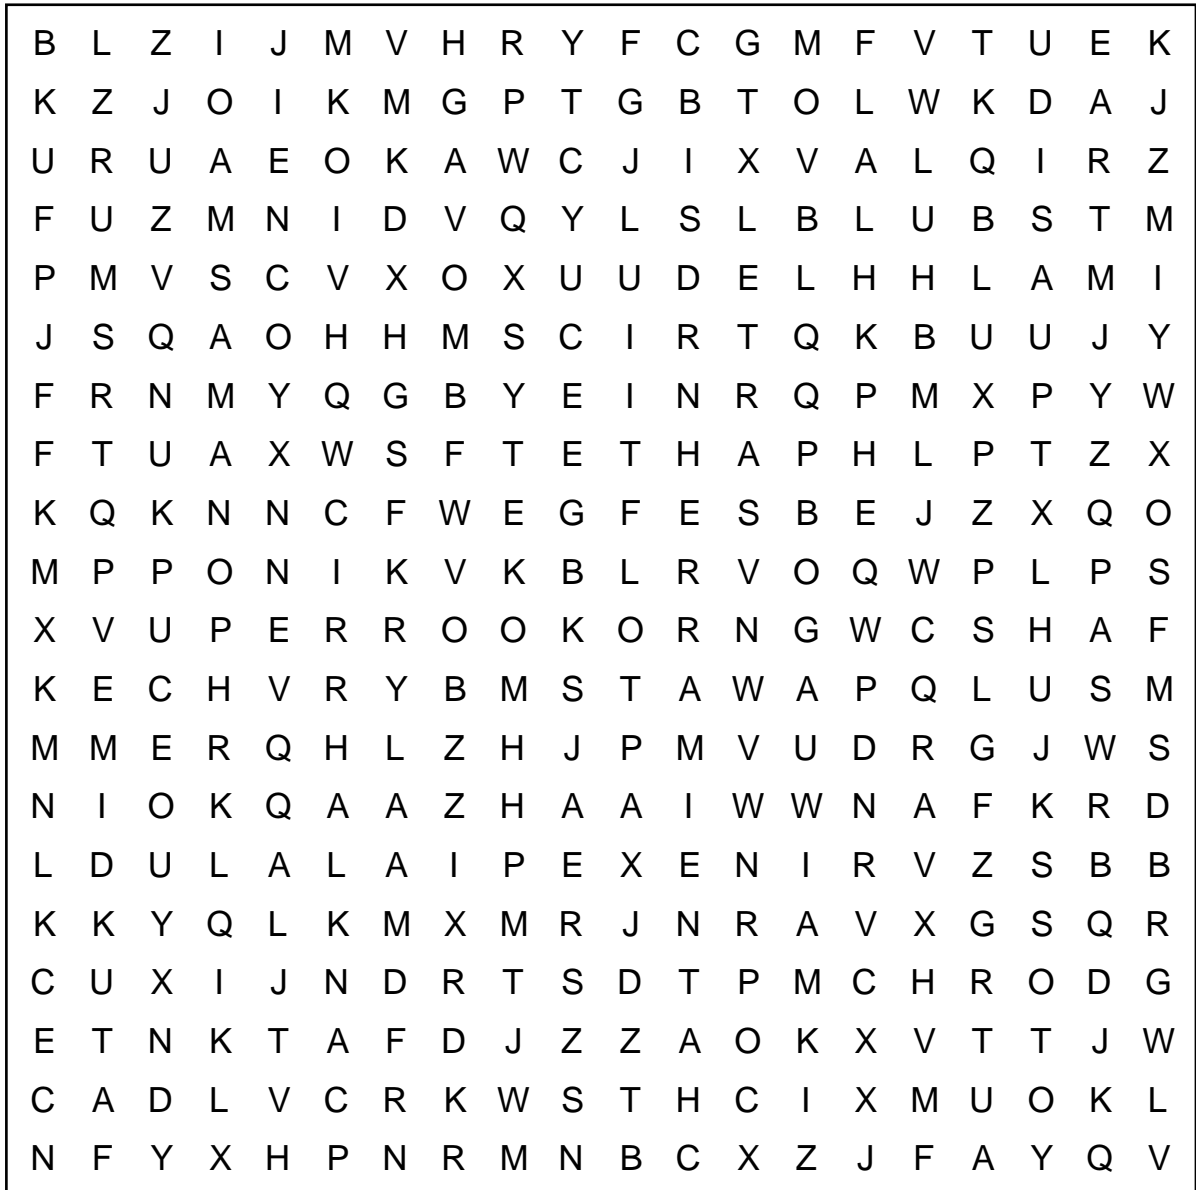 B L Z I J M V H R Y F C G M F V T U E K
K Z J O I K M G P T G B T O L W K D A J
U R U A E O K A W C J I X V A L Q I R Z
F U Z M N I D V Q Y L S L B L U B S T M
P M V S C V X O X U U D E L H H L A M I
J S Q A O H H M S C I R T Q K B U U J Y
F R N M Y Q G B Y E I N R Q P M X P Y W
F T U A X W S F T E T H A P H L P T Z X
K Q K N N C F W E G F E S B E J Z X Q O
M P P O N I K V K B L R V O Q W P L P S
X V U P E R R O O K O R N G W C S H A F
K E C H V R Y B M S T A W A P Q L U S M
M M E R Q H L Z H J P M V U D R G J W S
N I O K Q A A Z H A A I W W N A F K R D
L D U L A L A I P E X E N I R V Z S B B
K K Y Q L K M X M R J N R A V X G S Q R
C U X I J N D R T S D T P M C H R O D G
E T N K T A F D J Z Z A O K X V T T J W
C A D L V C R K W S T H C I X M U O K L
N F Y X H P N R M N B C X Z J F A Y Q V